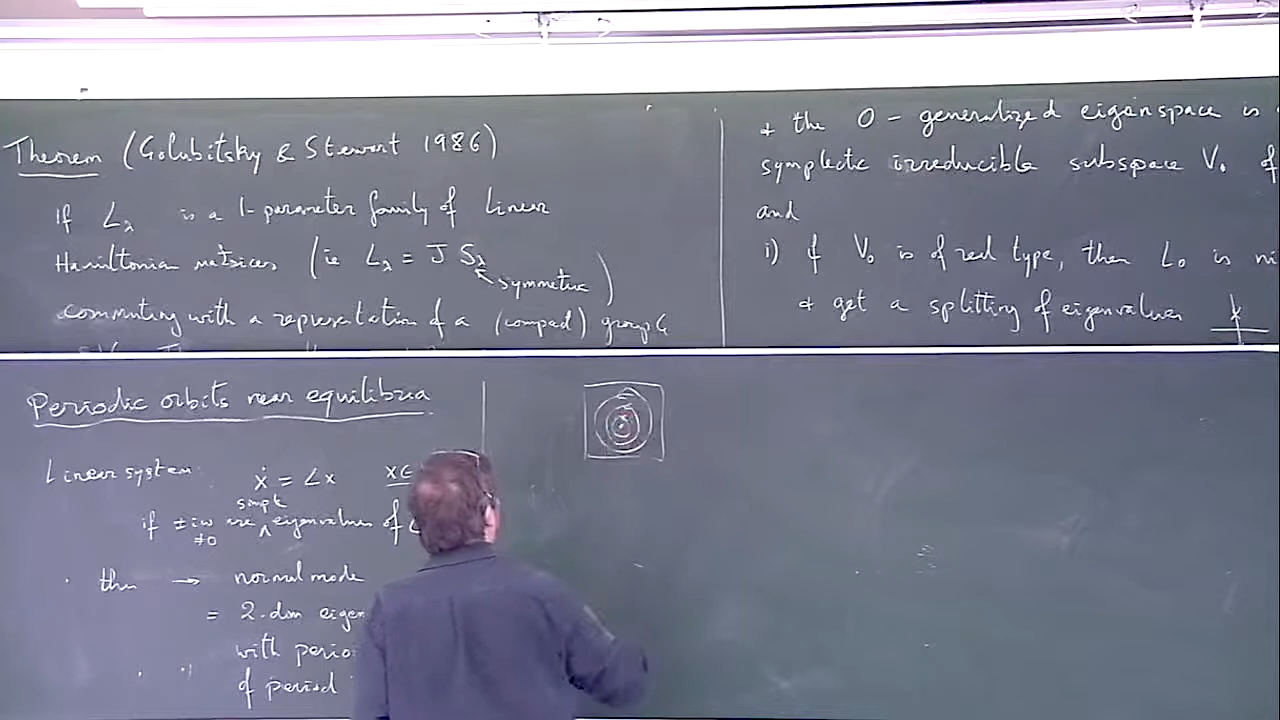 Theorem (Golubitsky & Stewart 1986)
If L_λ is a 1-parameter family of linear
Hamiltonian matrices (ie L_λ = J S_λ
symmetric)
commuting with a representation of a (compact) group G
+ the 0 - generalized eigenspace is
symplectic irreducible subspace V₀ of
and
i) if V₀ is of real type, then L₀ is
+ get a splitting of eigenvalues
Periodic orbits near equilibria
Linear system: ẋ = Lx x∈
simple
if ±iω are ∧ eigenvalues of
≠0
then → normal mode
= 2-dim eigen
with perio
of period